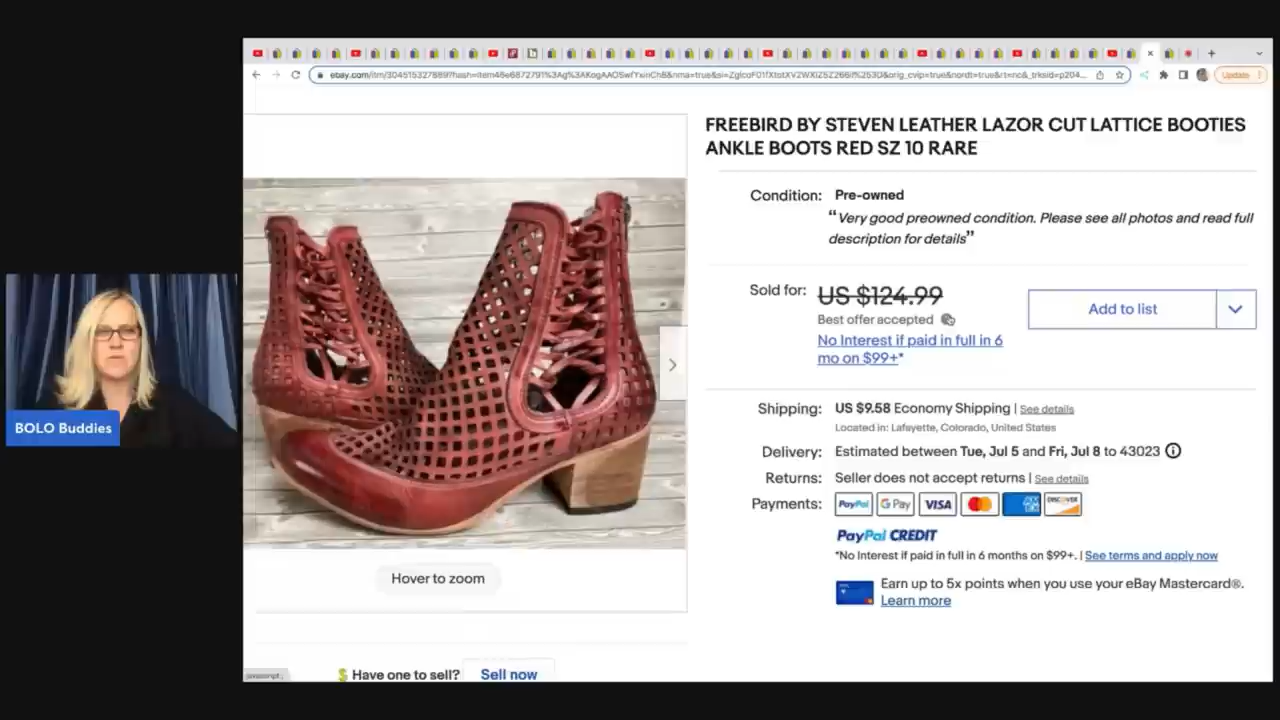 Update
FREEBIRD BY STEVEN LEATHER LAZOR CUT LATTICE BOOTIES
ANKLE BOOTS RED SZ 10 RARE
Condition: Pre-owned
“Very good preowned condition. Please see all photos and read full
description for details”
Sold for: US $124.99
Best offer accepted
No Interest if paid in full in 6
mo on $99+*
Add to list
Shipping: US $9.58 Economy Shipping | See details
Located in: Lafayette, Colorado, United States
Delivery: Estimated between Tue, Jul 5 and Fri, Jul 8 to 43023
Returns: Seller does not accept returns | See details
Payments: PayPal G Pay VISA DISCOVER
PayPal CREDIT
*No Interest if paid in full in 6 months on $99+. | See terms and apply now
Earn up to 5x points when you use your eBay Mastercard®.
Learn more
Hover to zoom
Have one to sell? Sell now
BOLO Buddies